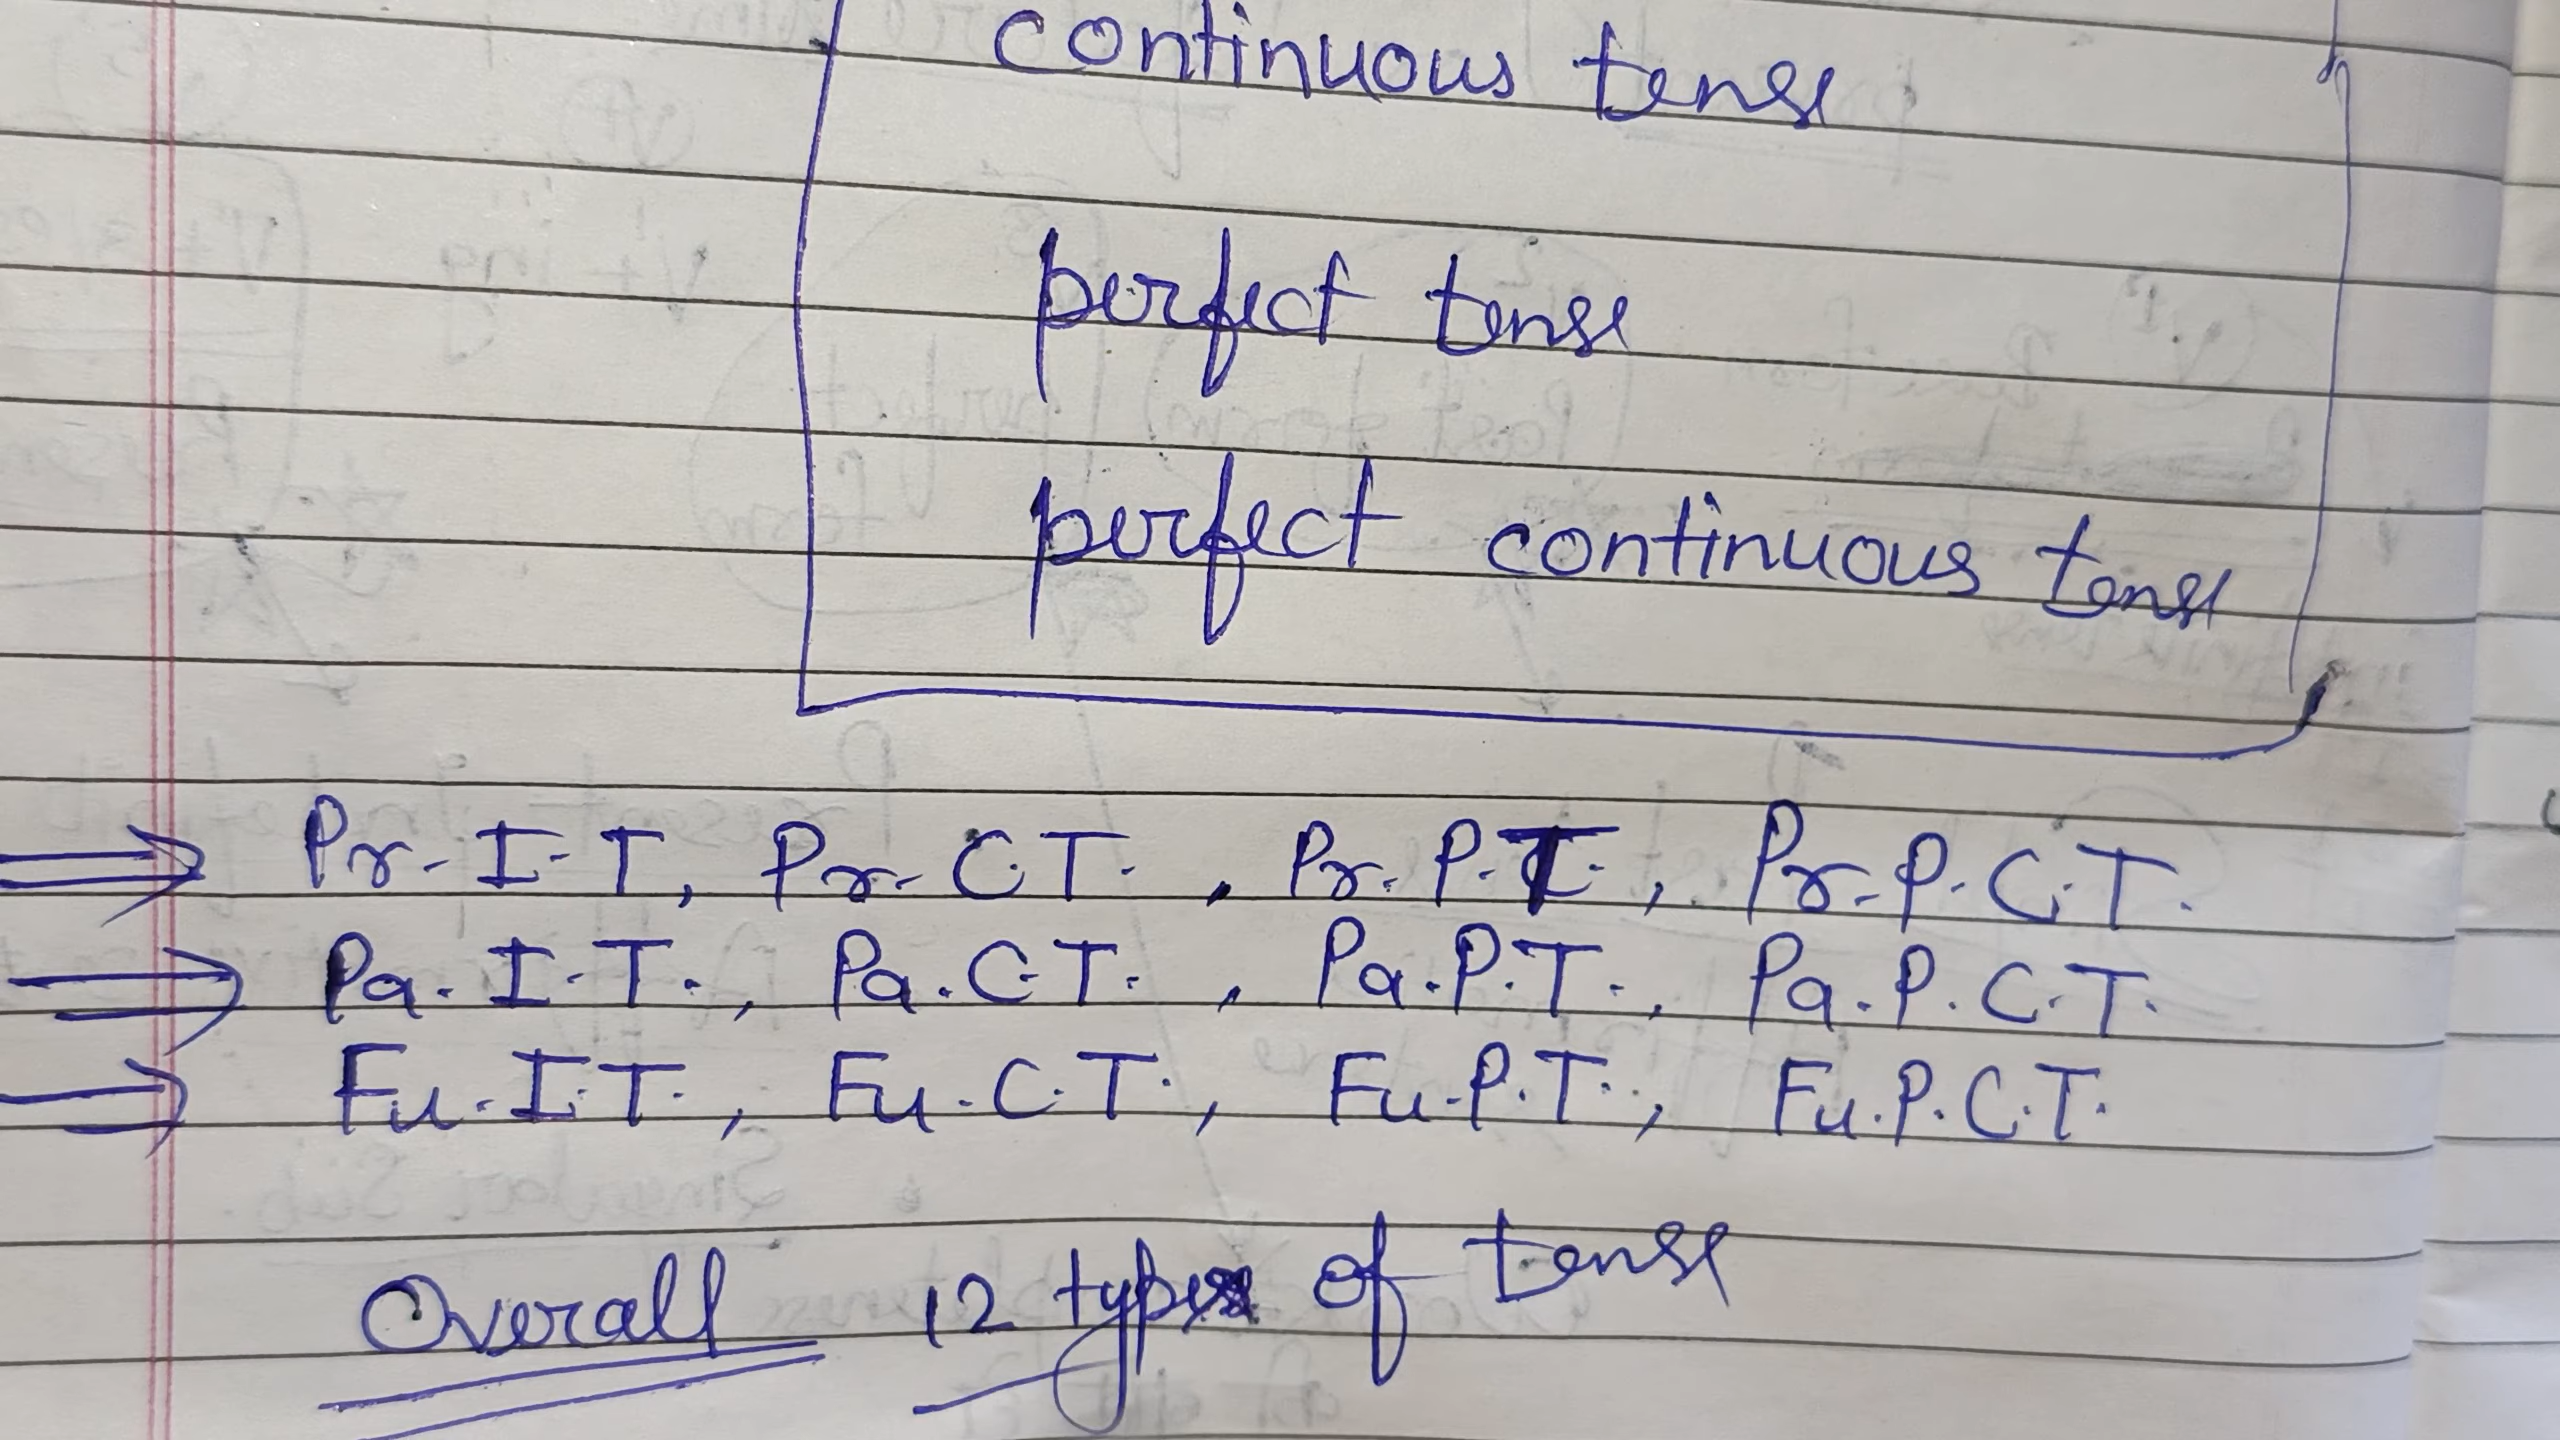 continuous tense
perfect tense
perfect continuous tense
Pr. I. T, Pr. C. T. , Pr. P. T. , Pr. P. C. T.
Pa. I. T. , Pa. C. T. , Pa. P. T. , Pa. P. C. T.
Fu. I. T. , Fu. C. T. , Fu. P. T. , Fu. P. C. T.
Overall 12 types of tense